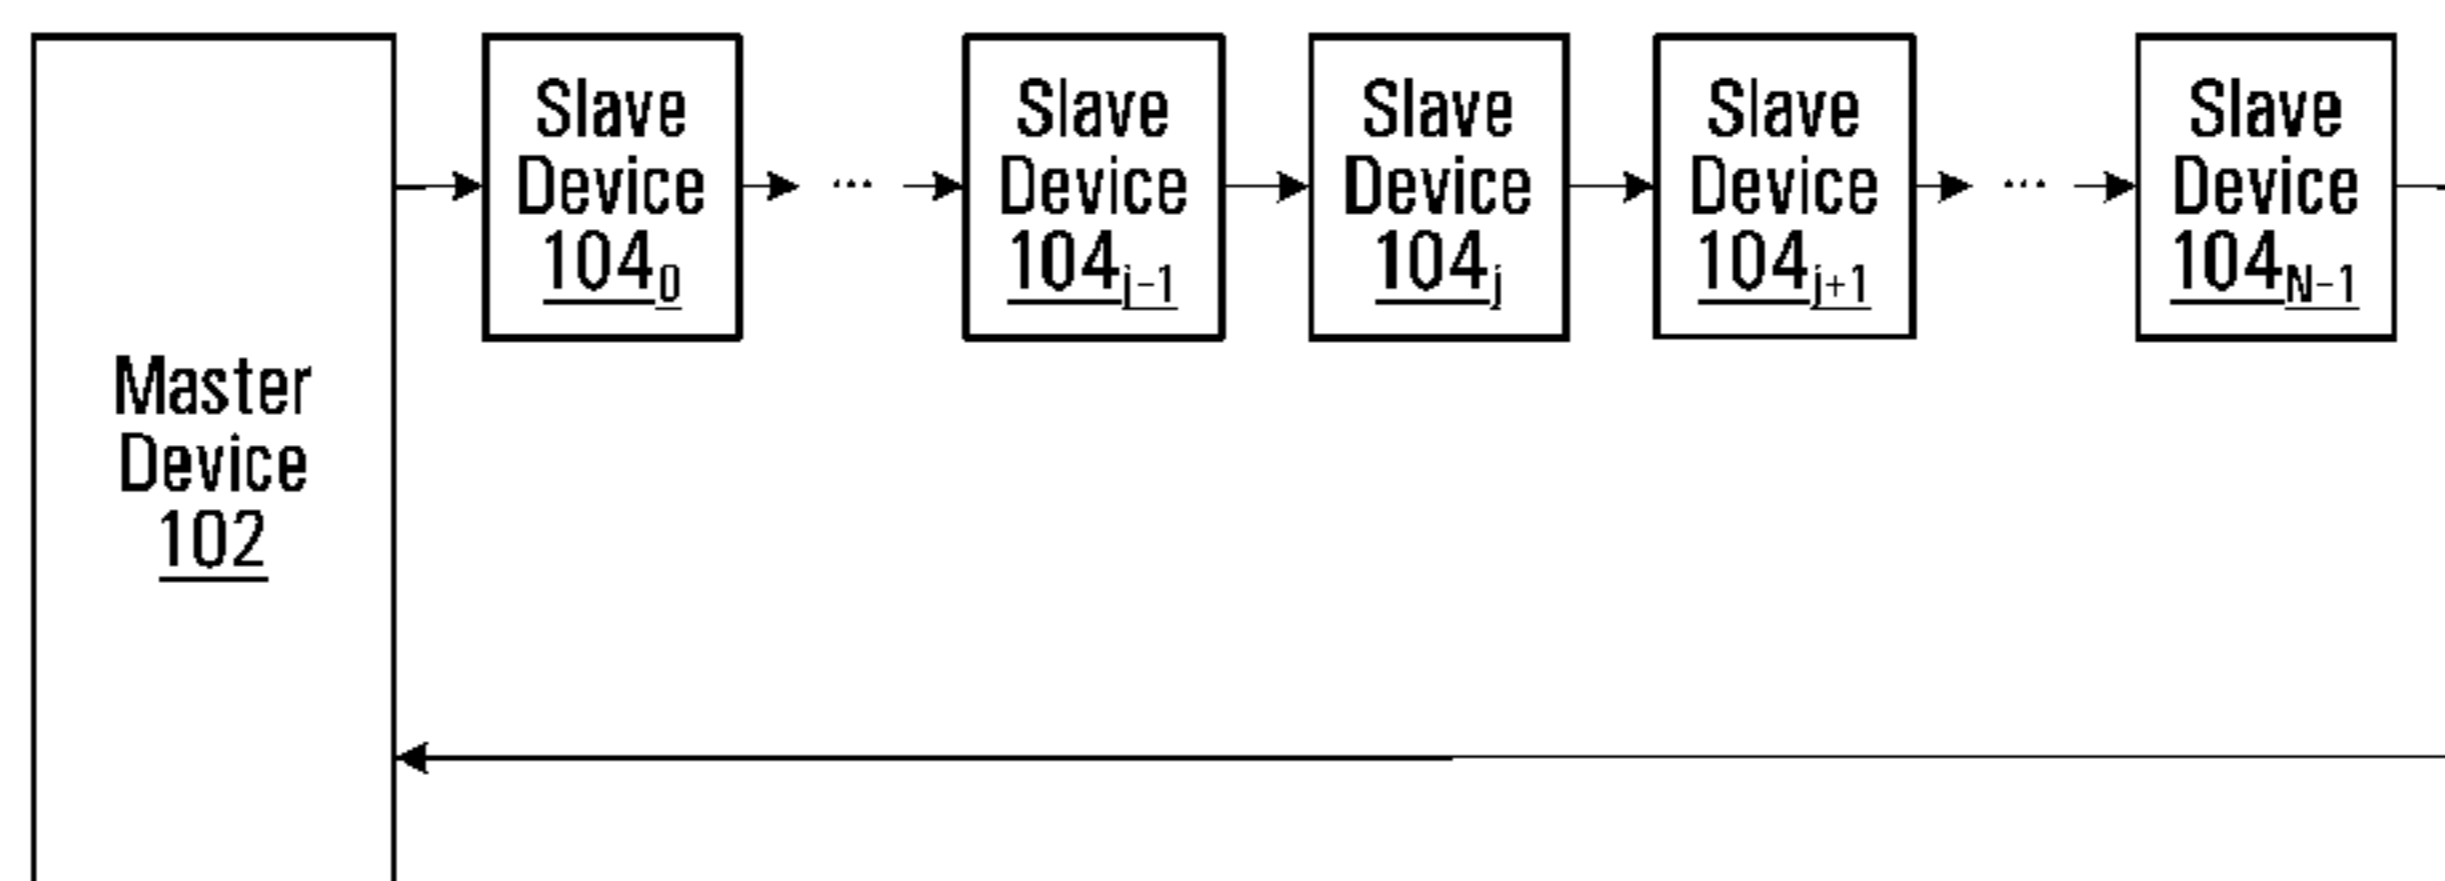 Slave
Device
104₀
...
Slave
Device
104j-1
Slave
Device
104j
Slave
Device
104j+1
...
Slave
Device
104N-1
Master
Device
102